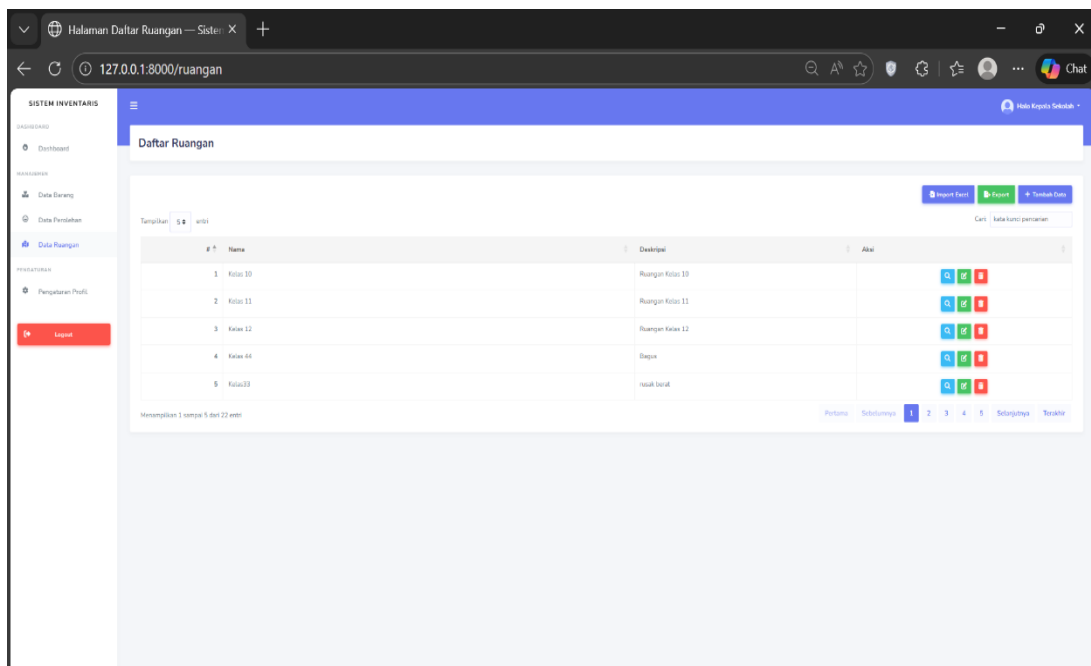 Halaman Daftar Ruangan — Sister
127.0.0.1:8000/ruangan
Chat
SISTEM INVENTARIS
Halo Kepala Sekolah
DASHBOARD
Dashboard
Daftar Ruangan
MANAJEMEN
Data Barang
Data Perolehan
Data Ruangan
PENGATURAN
Pengaturan Profil
Logout
Import Excel Export + Tambah Data
Tampilkan 5 entri Cari kata kunci pencarian
# Nama Deskripsi Aksi
1 Kelas 10 Ruangan Kelas 10
2 Kelas 11 Ruangan Kelas 11
3 Kelas 12 Ruangan Kelas 12
4 Kelas 44 Bagus
5 Kelas33 rusak berat
Menampilkan 1 sampai 5 dari 22 entri
Pertama Sebelumnya 1 2 3 4 5 Selanjutnya Terakhir